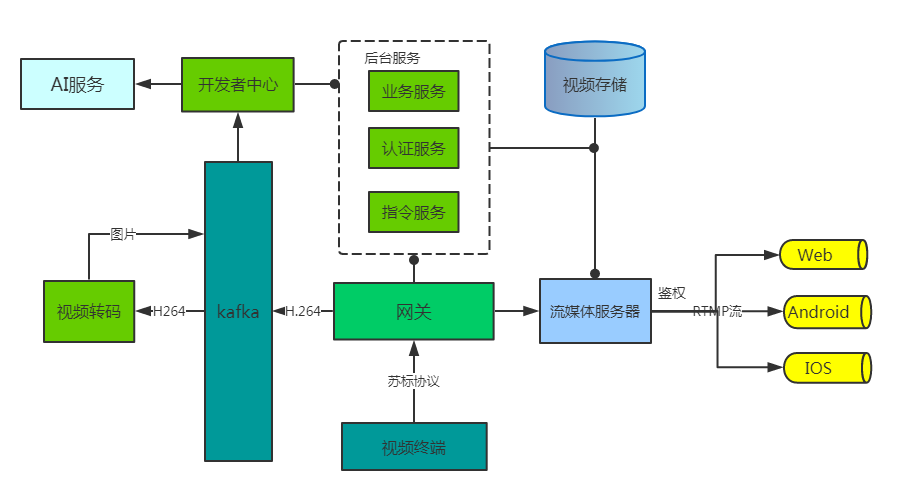 后台服务
AI服务
开发者中心
业务服务
视频存储
认证服务
指令服务
图片
Web
鉴权
视频转码
H264
kafka
H.264
网关
流媒体服务器
RTMP流
Android
IOS
苏标协议
视频终端